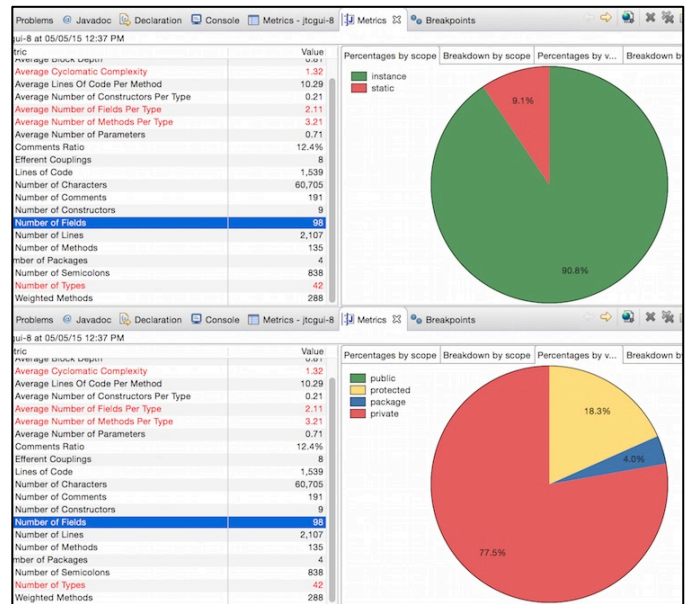 Problems @ Javadoc Declaration Console Metrics - jtcgui-8 Metrics Breakpoints
gui-8 at 05/05/15 12:37 PM
tric Value
Average Block Depth 0.81
Average Cyclomatic Complexity 1.32
Average Lines Of Code Per Method 10.29
Average Number of Constructors Per Type 0.21
Average Number of Fields Per Type 2.11
Average Number of Methods Per Type 3.21
Average Number of Parameters 0.71
Comments Ratio 12.4%
Efferent Couplings 8
Lines of Code 1,539
Number of Characters 60,705
Number of Comments 191
Number of Constructors 9
Number of Fields 98
Number of Lines 2,107
Number of Methods 135
mber of Packages 4
Number of Semicolons 838
Number of Types 42
Weighted Methods 288
Percentages by scope Breakdown by scope Percentages by v... Breakdown b
instance
static
9.1%
90.8%
Problems @ Javadoc Declaration Console Metrics - jtcgui-8 Metrics Breakpoints
gui-8 at 05/05/15 12:37 PM
tric Value
Average Block Depth 0.81
Average Cyclomatic Complexity 1.32
Average Lines Of Code Per Method 10.29
Average Number of Constructors Per Type 0.21
Average Number of Fields Per Type 2.11
Average Number of Methods Per Type 3.21
Average Number of Parameters 0.71
Comments Ratio 12.4%
Efferent Couplings 8
Lines of Code 1,539
Number of Characters 60,705
Number of Comments 191
Number of Constructors 9
Number of Fields 98
Number of Lines 2,107
Number of Methods 135
mber of Packages 4
Number of Semicolons 838
Number of Types 42
Weighted Methods 288
Percentages by scope Breakdown by scope Percentages by v... Breakdown b
public
protected
package
private
18.3%
4.0%
77.5%